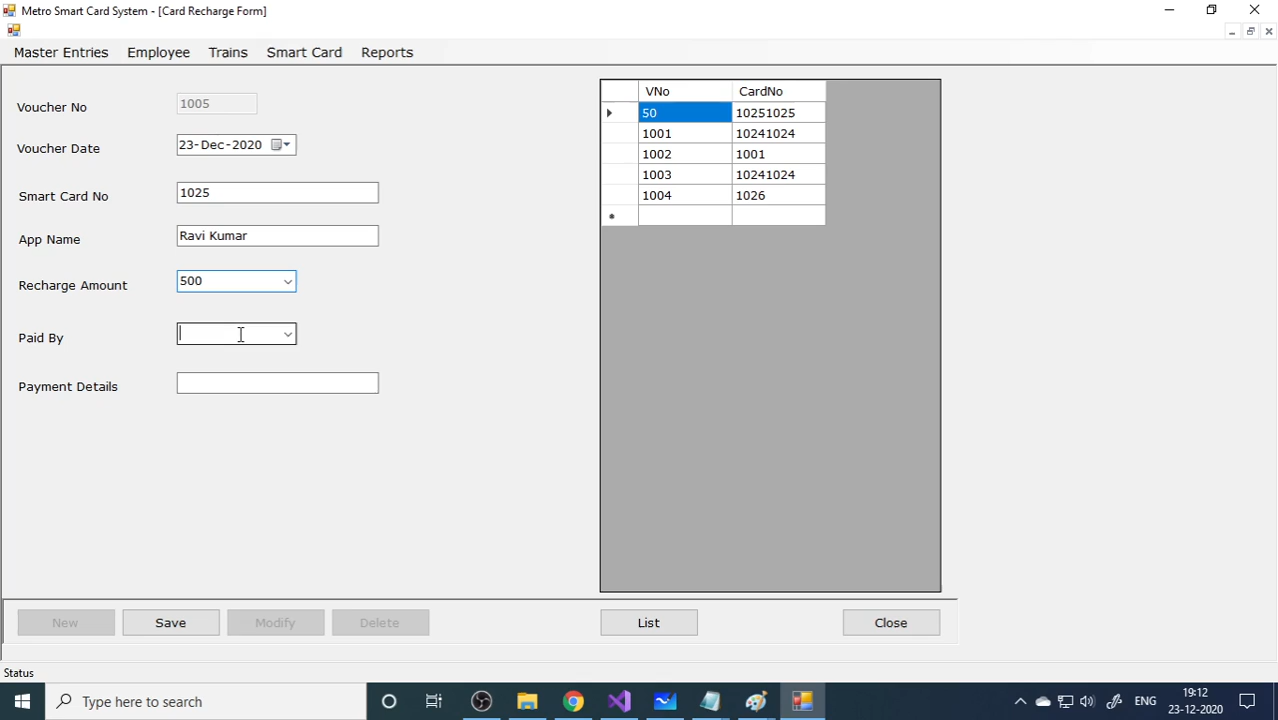 Metro Smart Card System - [Card Recharge Form]
Master Entries Employee Trains Smart Card Reports
Voucher No 1005
Voucher Date 23-Dec-2020
Smart Card No 1025
App Name Ravi Kumar
Recharge Amount 500
Paid By
Payment Details
VNo CardNo
50 10251025
1001 10241024
1002 1001
1003 10241024
1004 1026
*
New Save Modify Delete List Close
Status
Type here to search
ENG
19:12
23-12-2020